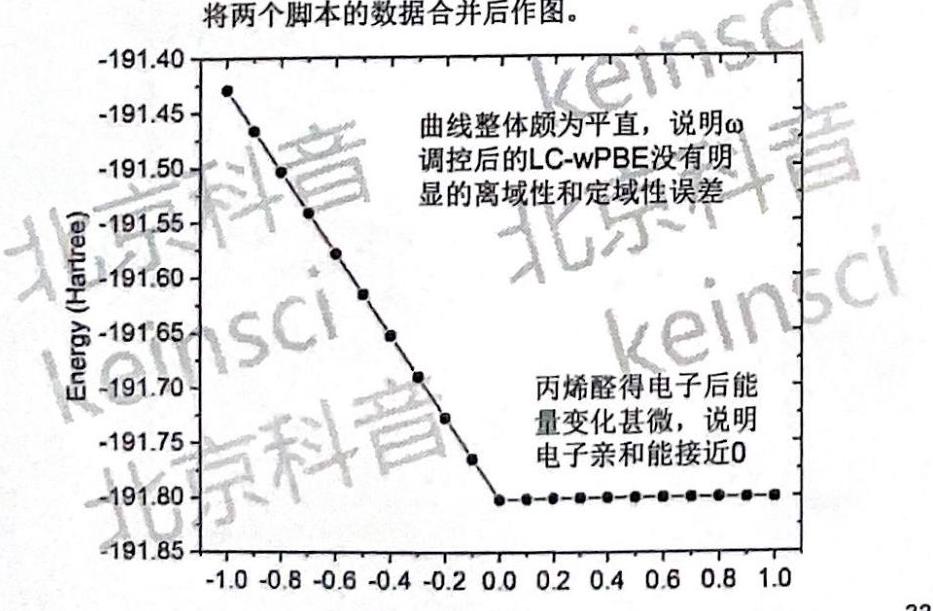 将两个脚本的数据合并后作图。
-191.40
-191.45
-191.50
-191.55
-191.60
-191.65
-191.70
-191.75
-191.80
-191.85
Energy (Hartree)
曲线整体颇为平直，说明ω
调控后的LC-wPBE没有明
显的离域性和定域性误差
丙烯醛得电子后能
量变化甚微，说明
电子亲和能接近0
-1.0 -0.8 -0.6 -0.4 -0.2 0.0 0.2 0.4 0.6 0.8 1.0
北京科音
keinsci
北京科音
keinsci
keinsci
北京科音